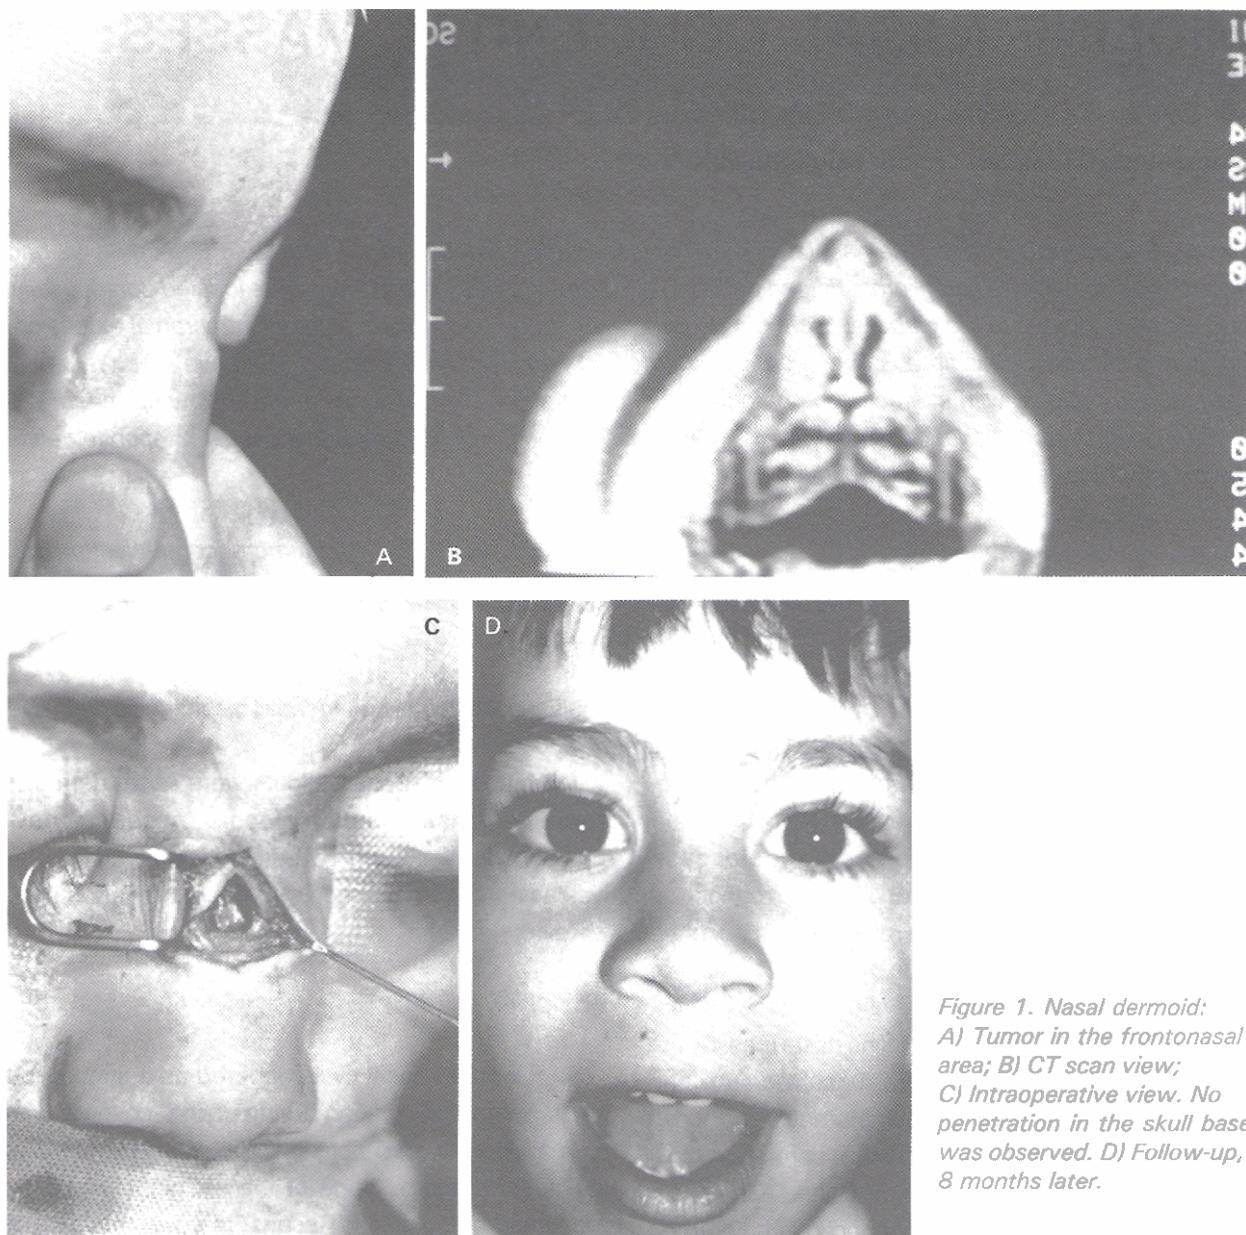 A
B
C
D
Figure 1. Nasal dermoid:
A) Tumor in the frontonasal
area; B) CT scan view;
C) Intraoperative view. No
penetration in the skull base
was observed. D) Follow-up,
8 months later.